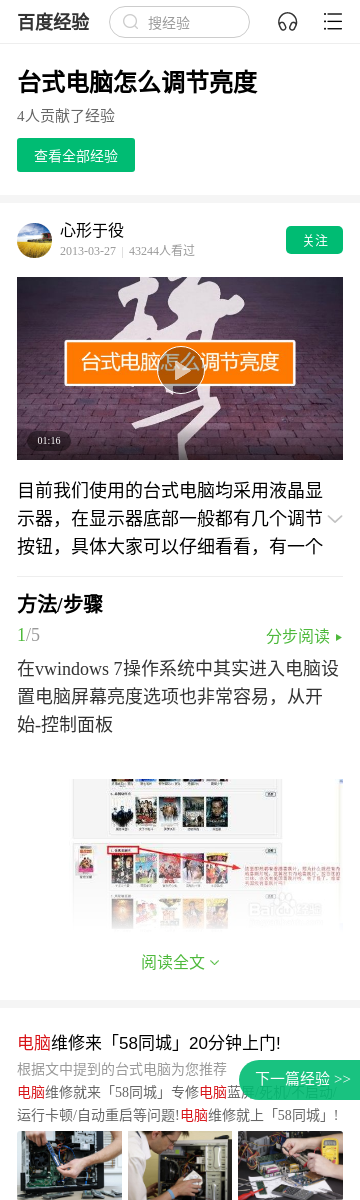 百度经验
搜经验
台式电脑怎么调节亮度
4人贡献了经验
查看全部经验
心形于役
2013-03-27 | 43244人看过
关注
台式电脑怎么调节亮度
01:16
目前我们使用的台式电脑均采用液晶显
示器，在显示器底部一般都有几个调节
按钮，具体大家可以仔细看看，有一个
方法/步骤
1/5
分步阅读
在vwindows 7操作系统中其实进入电脑设
置电脑屏幕亮度选项也非常容易，从开
始-控制面板
阅读全文
电脑维修来「58同城」20分钟上门!
根据文中提到的台式电脑为您推荐
下一篇经验 >>
电脑维修就来「58同城」专修电脑蓝屏/死机/不启动
运行卡顿/自动重启等问题!电脑维修就上「58同城」!